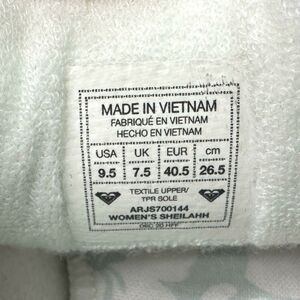 MADE IN VIETNAM
FABRIQUÉ EN VIETNAM
HECHO EN VIETNAM
USA UK EUR cm
9.5 7.5 40.5 26.5
TEXTILE UPPER/
TPR SOLE
ARJS700144
WOMEN'S SHEILAHH